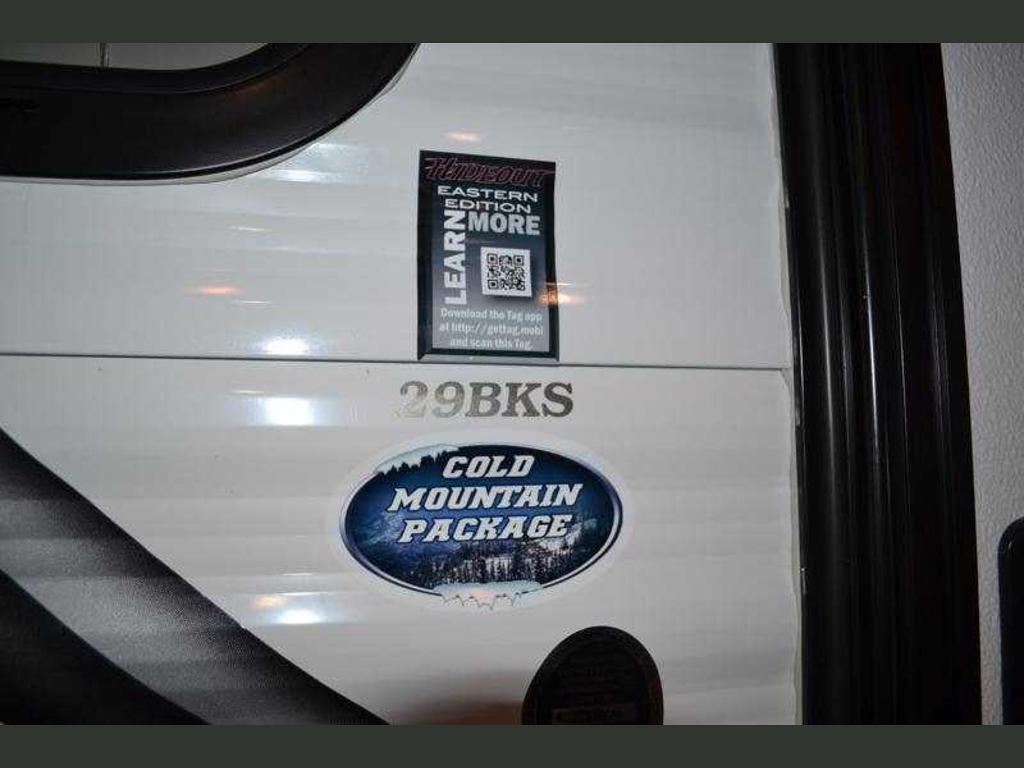 HIDEOUT
EASTERN
EDITION
LEARN
MORE
Download the Tag app
at http://gettag.mobi
and scan this Tag.
29BKS
COLD
MOUNTAIN
PACKAGE